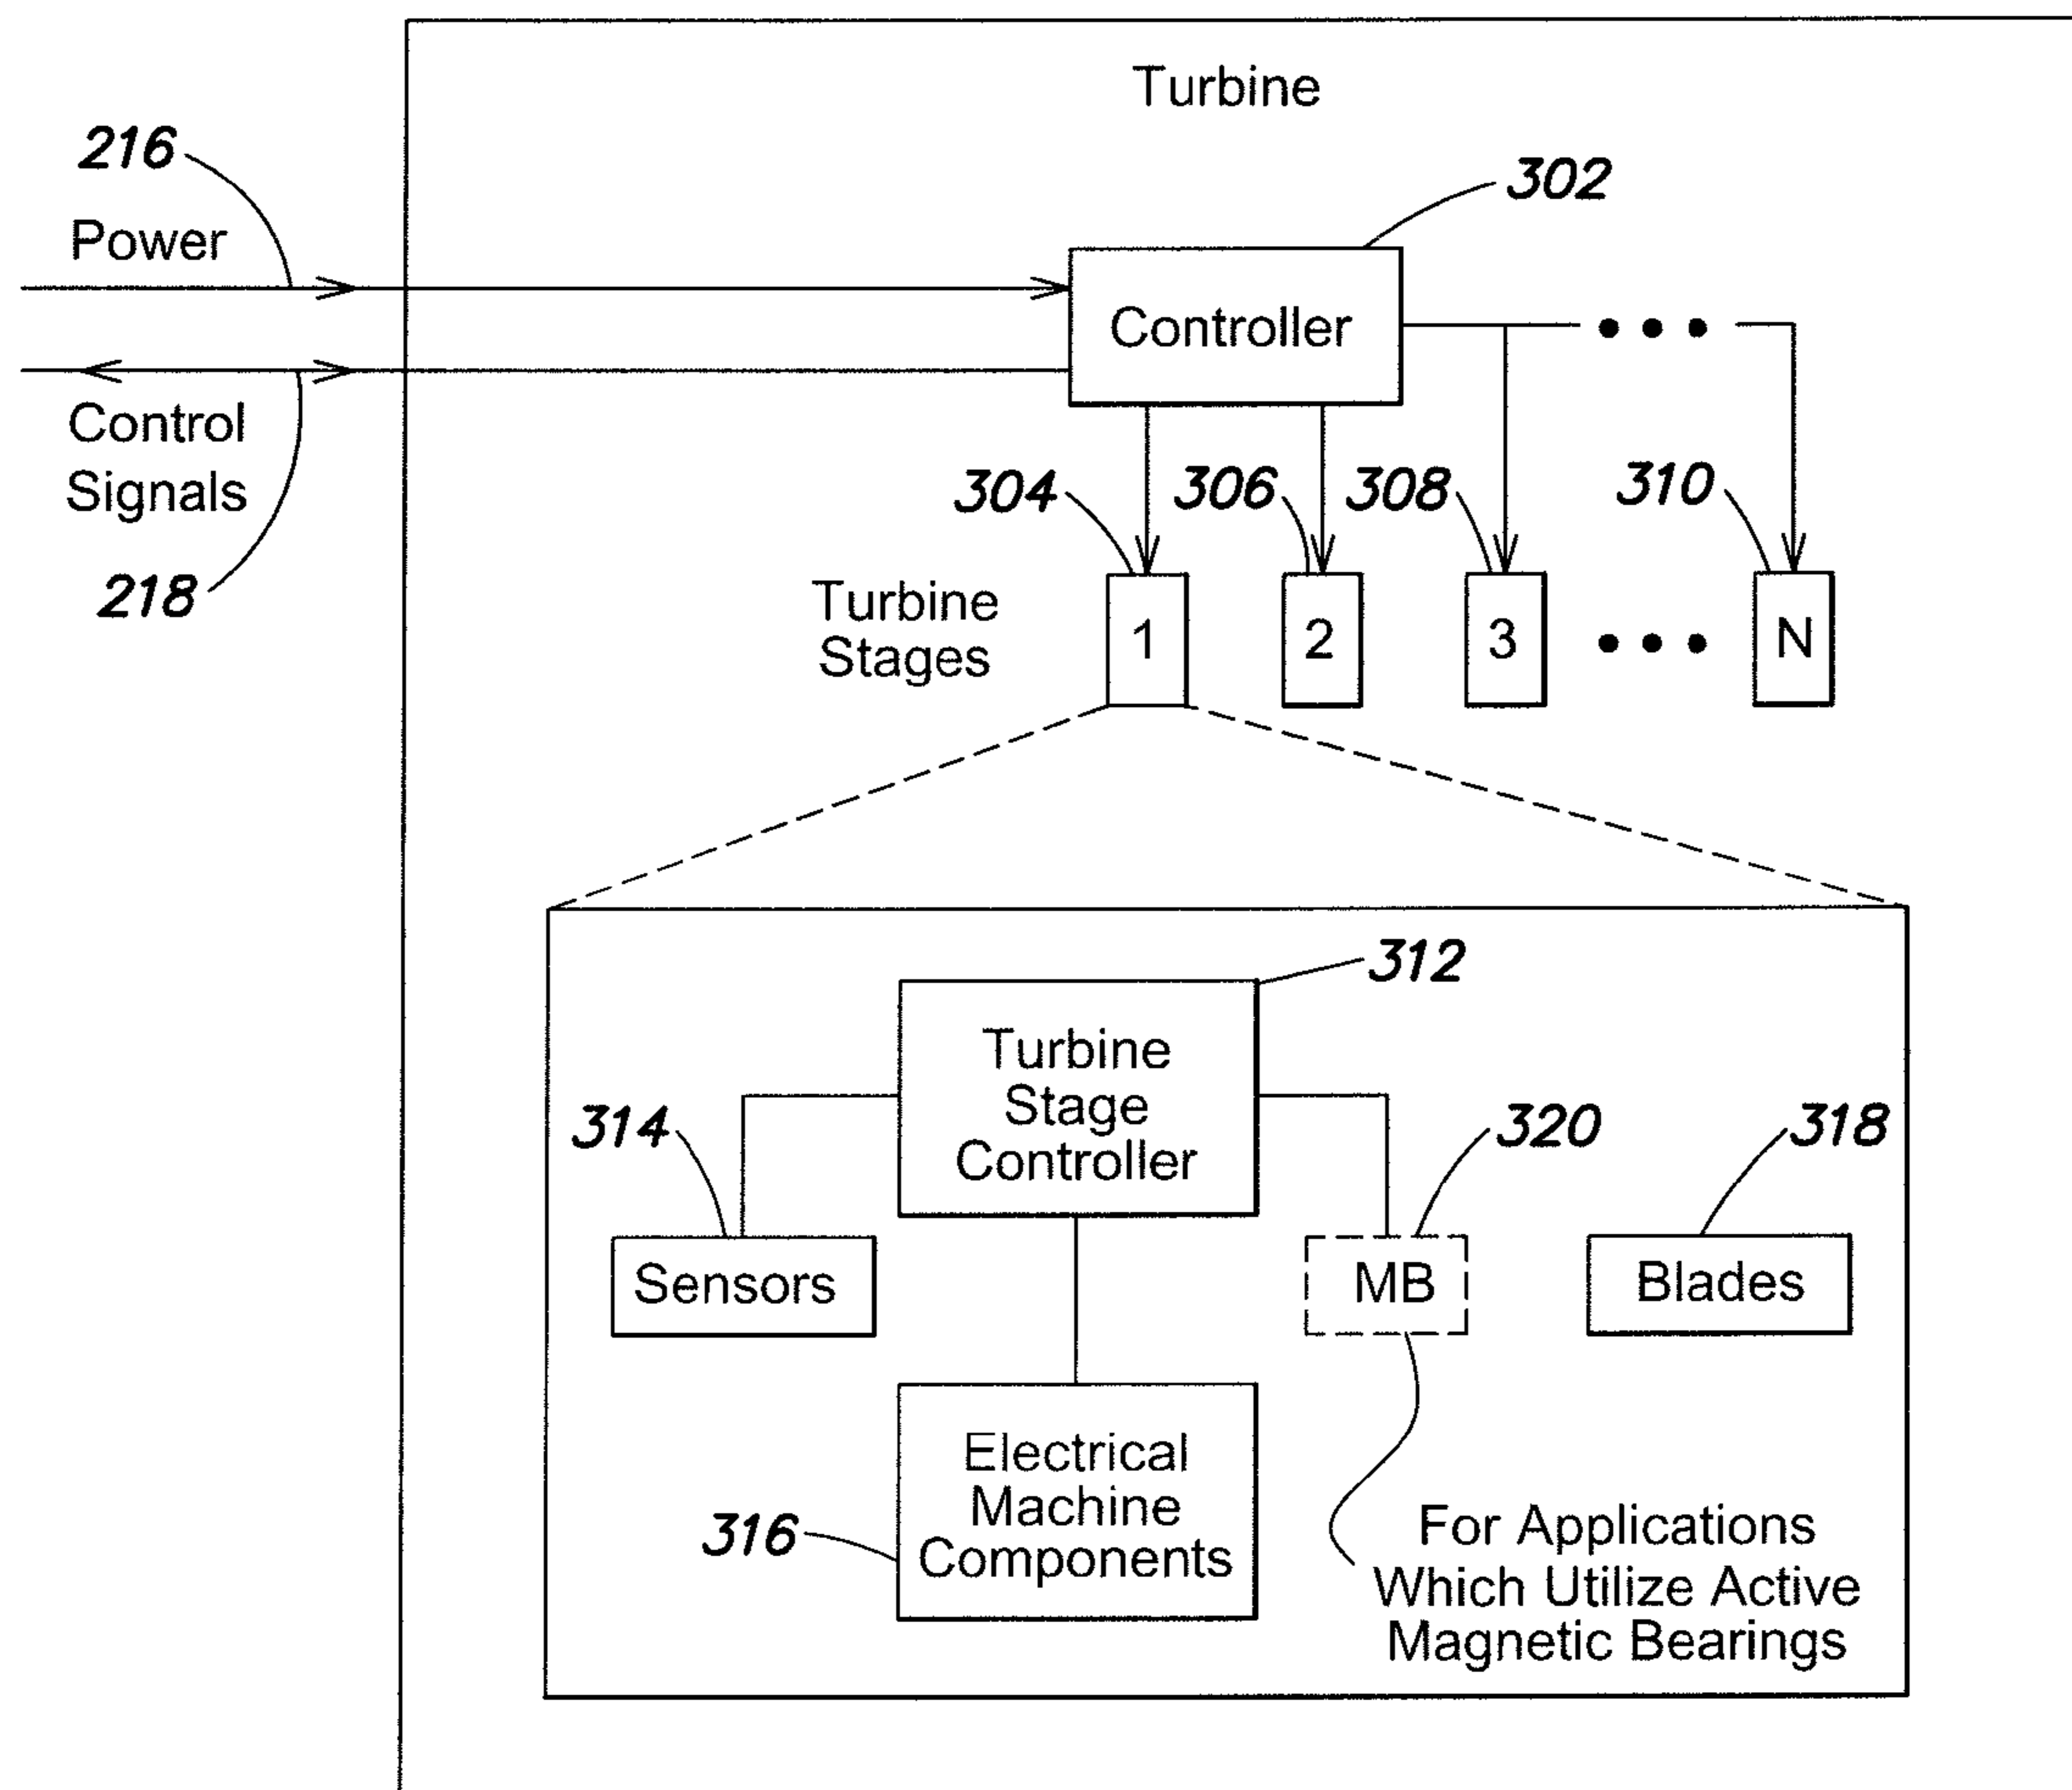 Turbine
216
302
Power
Controller
Control
Signals
218
304
306
308
310
Turbine
Stages
1
2
3
N
312
Turbine
Stage
Controller
314
320
318
Sensors
MB
Blades
Electrical
Machine
Components
316
For Applications
Which Utilize Active
Magnetic Bearings